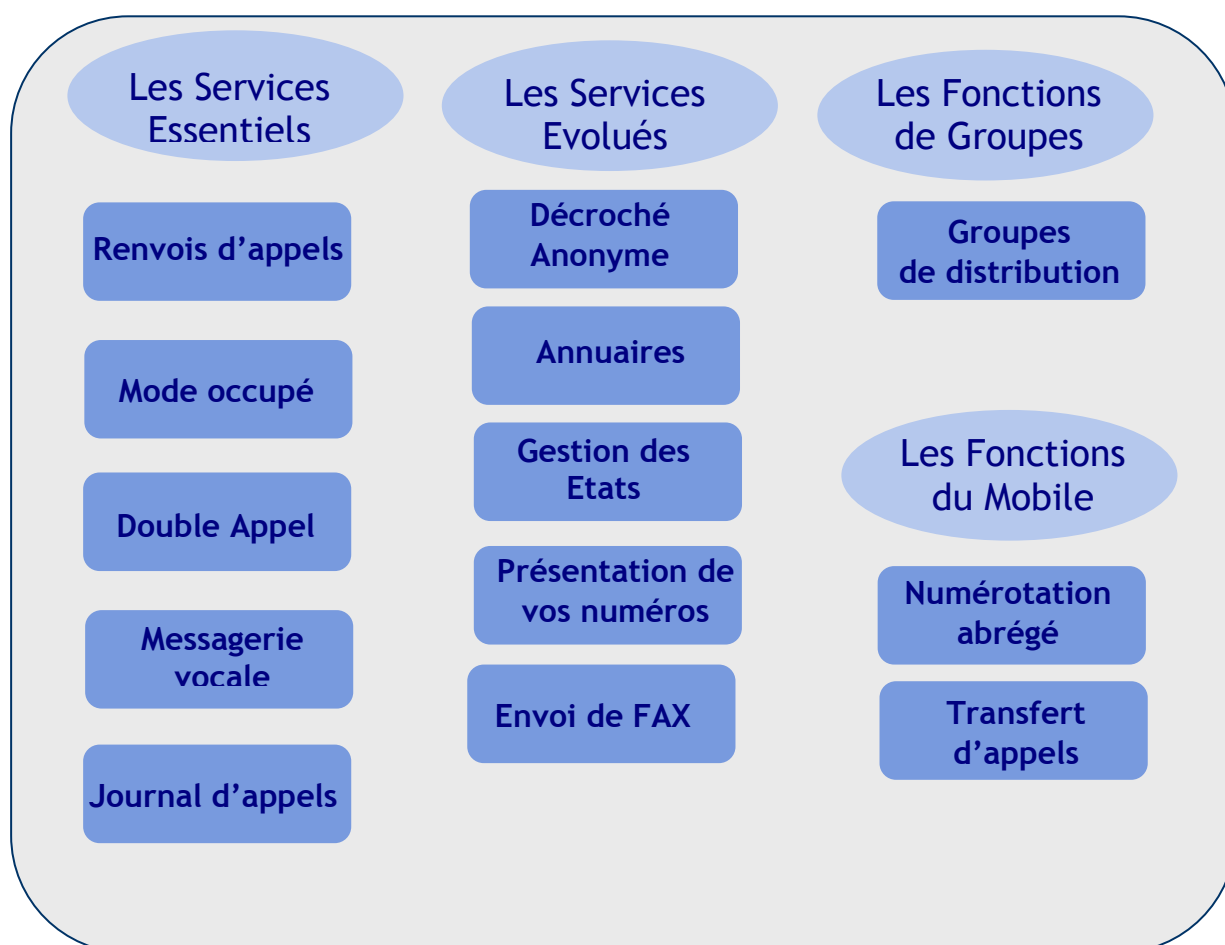 Les Services
Essentiels
Renvois d’appels
Mode occupé
Double Appel
Messagerie
vocale
Journal d’appels
Les Services
Evolués
Décroché
Anonyme
Annuaires
Gestion des
Etats
Présentation de
vos numéros
Envoi de FAX
Les Fonctions
de Groupes
Groupes
de distribution
Les Fonctions
du Mobile
Numérotation
abrégé
Transfert
d’appels